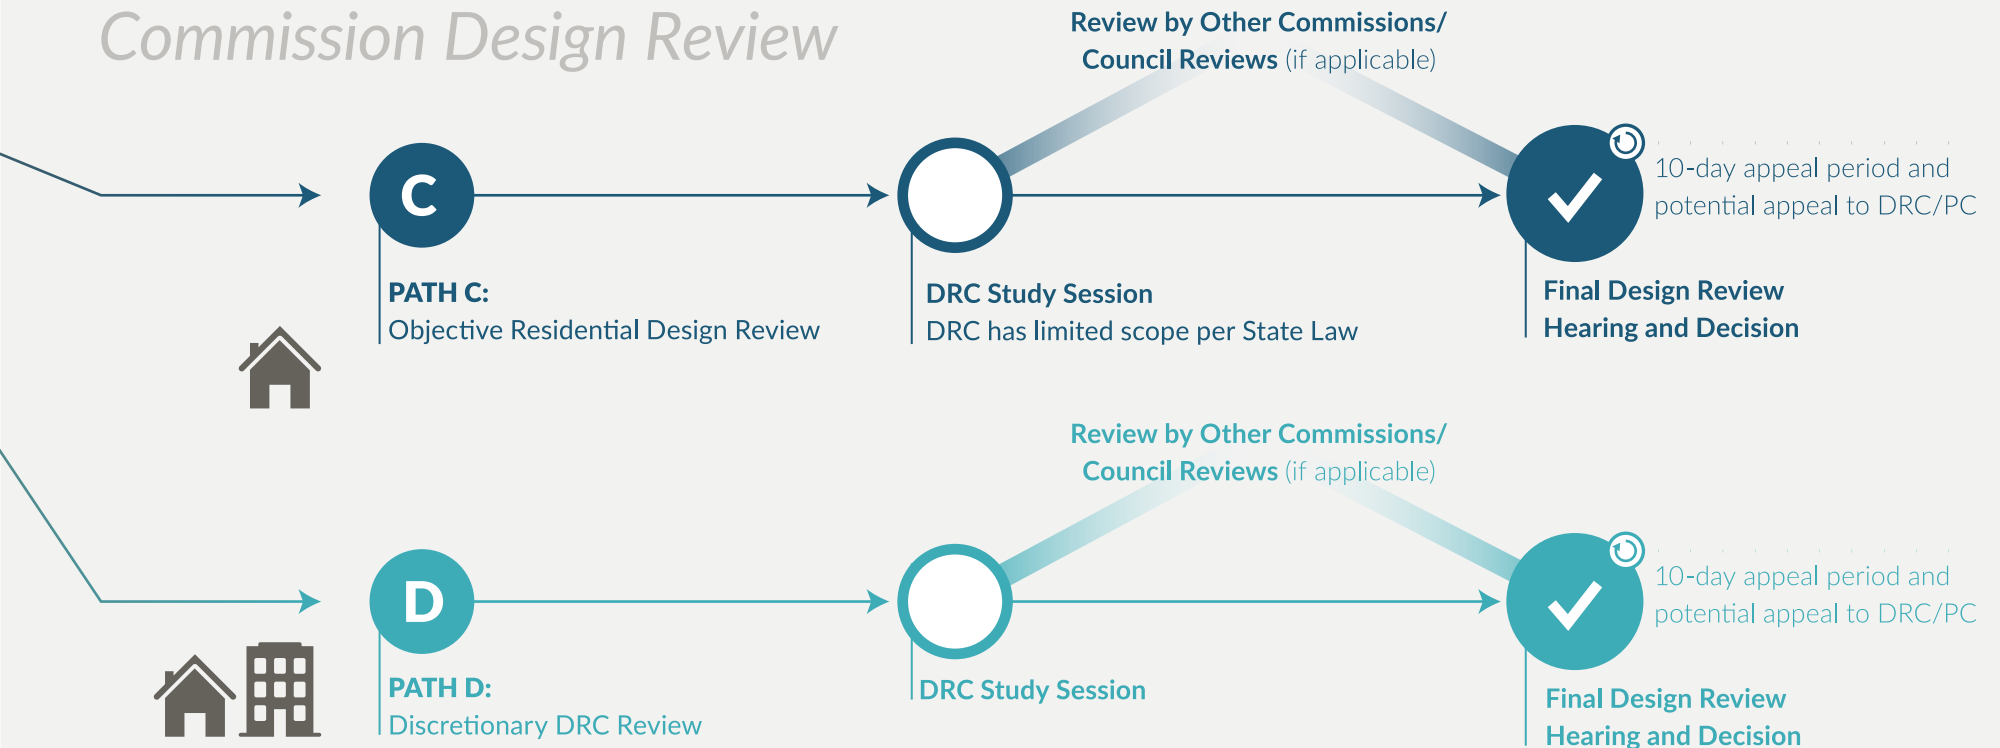 Commission Design Review
Review by Other Commissions/
Council Reviews (if applicable)
C
10-day appeal period and
potential appeal to DRC/PC
PATH C:
Objective Residential Design Review
DRC Study Session
DRC has limited scope per State Law
Final Design Review
Hearing and Decision
Review by Other Commissions/
Council Reviews (if applicable)
D
10-day appeal period and
potential appeal to DRC/PC
PATH D:
Discretionary DRC Review
DRC Study Session
Final Design Review
Hearing and Decision